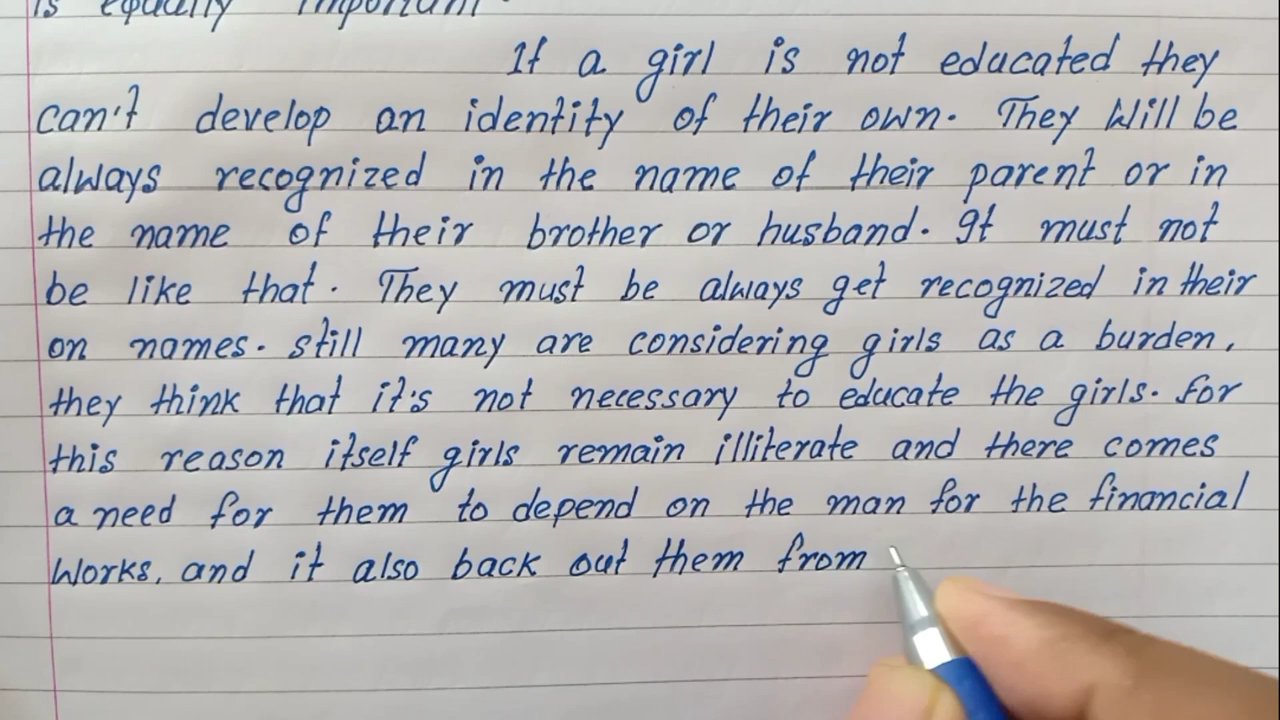 is equally important.
If a girl is not educated they
can't develop an identity of their own. They Will be
always recognized in the name of their parent or in
the name of their brother or husband. It must not
be like that. They must be always get recognized in their
on names. still many are considering girls as a burden,
they think that it's not necessary to educate the girls. for
this reason itself girls remain illiterate and there comes
a need for them to depend on the man for the financial
Works, and it also back out them from